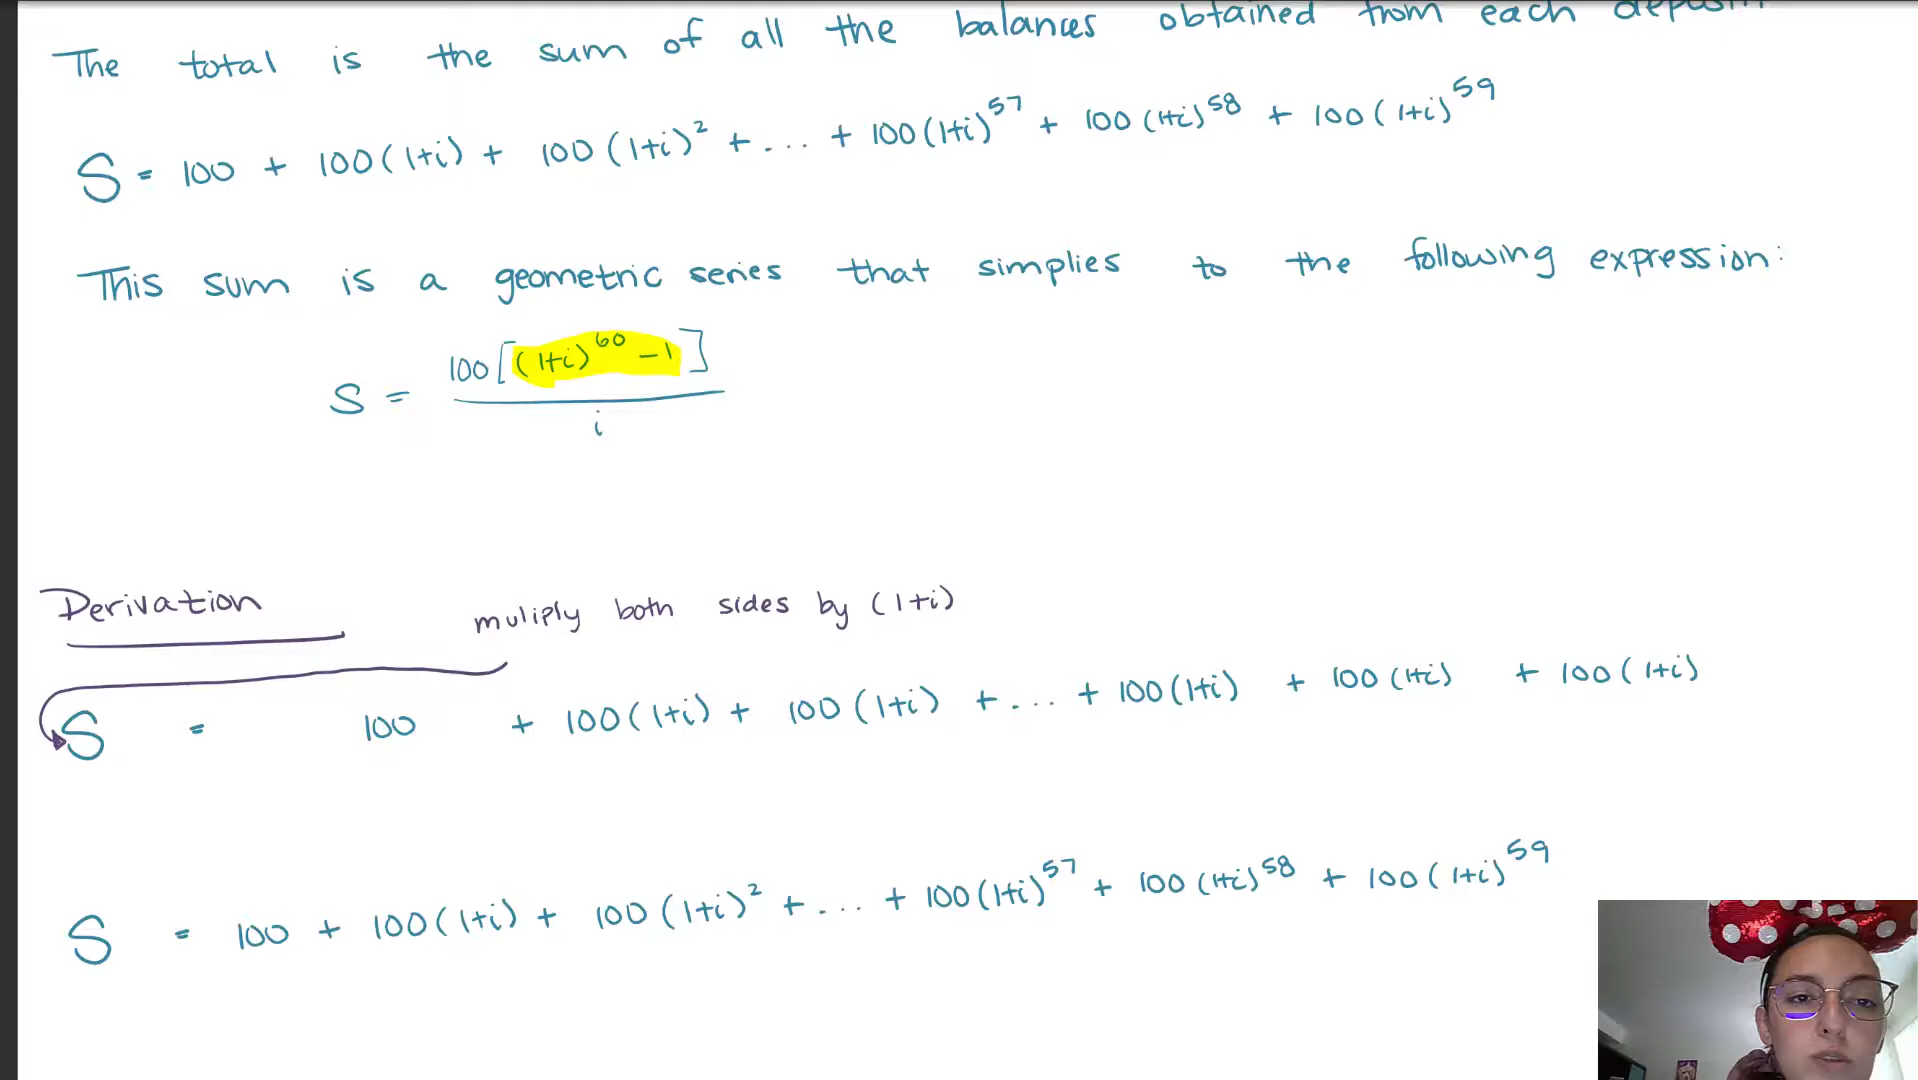 The total is the sum of all the balances obtained from each deposit
S = 100 + 100(1+i) + 100(1+i)² + ... + 100(1+i)⁵⁷ + 100(1+i)⁵⁸ + 100(1+i)⁵⁹
This sum is a geometric series that simplies to the following expression:
S = 100[(1+i)⁶⁰ - 1] / i
Derivation muliply both sides by (1+i)
S = 100 + 100(1+i) + 100(1+i) + ... + 100(1+i) + 100(1+i) + 100(1+i)
S = 100 + 100(1+i) + 100(1+i)² + ... + 100(1+i)⁵⁷ + 100(1+i)⁵⁸ + 100(1+i)⁵⁹